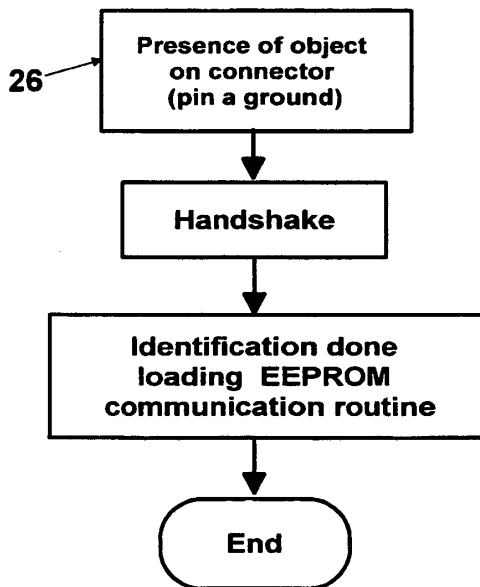 26
Presence of object
on connector
(pin a ground)
Handshake
Identification done
loading EEPROM
communication routine
End